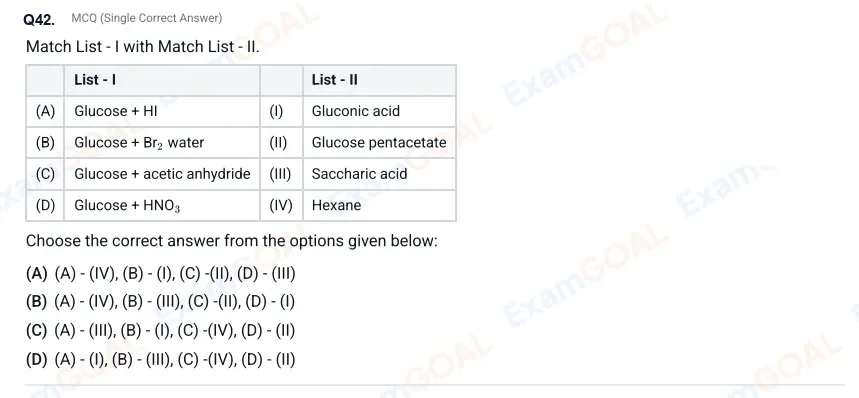 Q42. MCQ (Single Correct Answer)
Match List - I with Match List - II.
List - I List - II
(A) Glucose + HI (I) Gluconic acid
(B) Glucose + Br₂ water (II) Glucose pentacetate
(C) Glucose + acetic anhydride (III) Saccharic acid
(D) Glucose + HNO₃ (IV) Hexane
Choose the correct answer from the options given below:
(A) (A) - (IV), (B) - (I), (C) -(II), (D) - (III)
(B) (A) - (IV), (B) - (III), (C) -(II), (D) - (I)
(C) (A) - (III), (B) - (I), (C) -(IV), (D) - (II)
(D) (A) - (I), (B) - (III), (C) -(IV), (D) - (II)
ExamGOAL
ExamGOAL